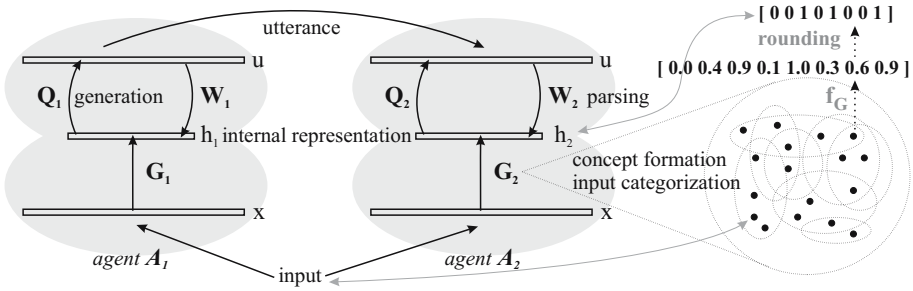 [ 0 0 1 0 1 0 0 1 ]
utterance
rounding
u
u
[ 0.0 0.4 0.9 0.1 1.0 0.3 0.6 0.9 ]
Q1 generation W1
Q2 W2 parsing
fG
h1 internal representation
h2
G1
G2
concept formation
input categorization
x
x
agent A1
input
agent A2